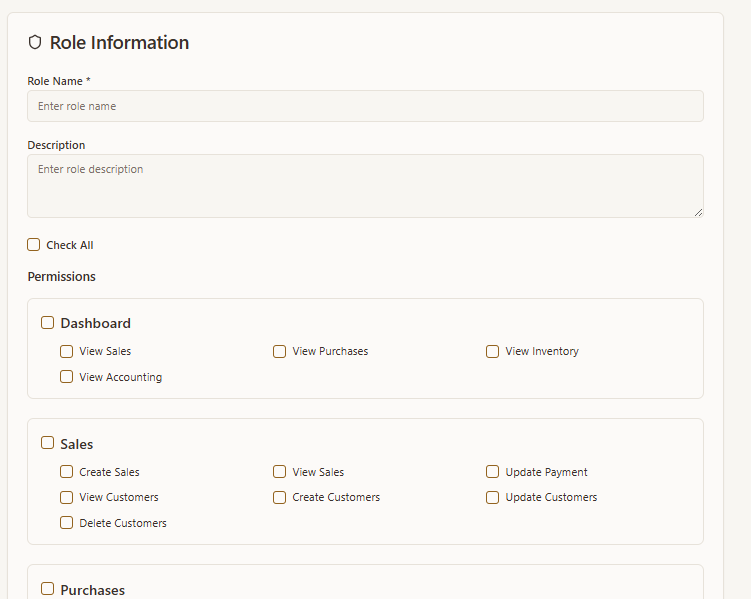 Role Information
Role Name *
Enter role name
Description
Enter role description
Check All
Permissions
Dashboard
View Sales View Purchases View Inventory
View Accounting
Sales
Create Sales View Sales Update Payment
View Customers Create Customers Update Customers
Delete Customers
Purchases